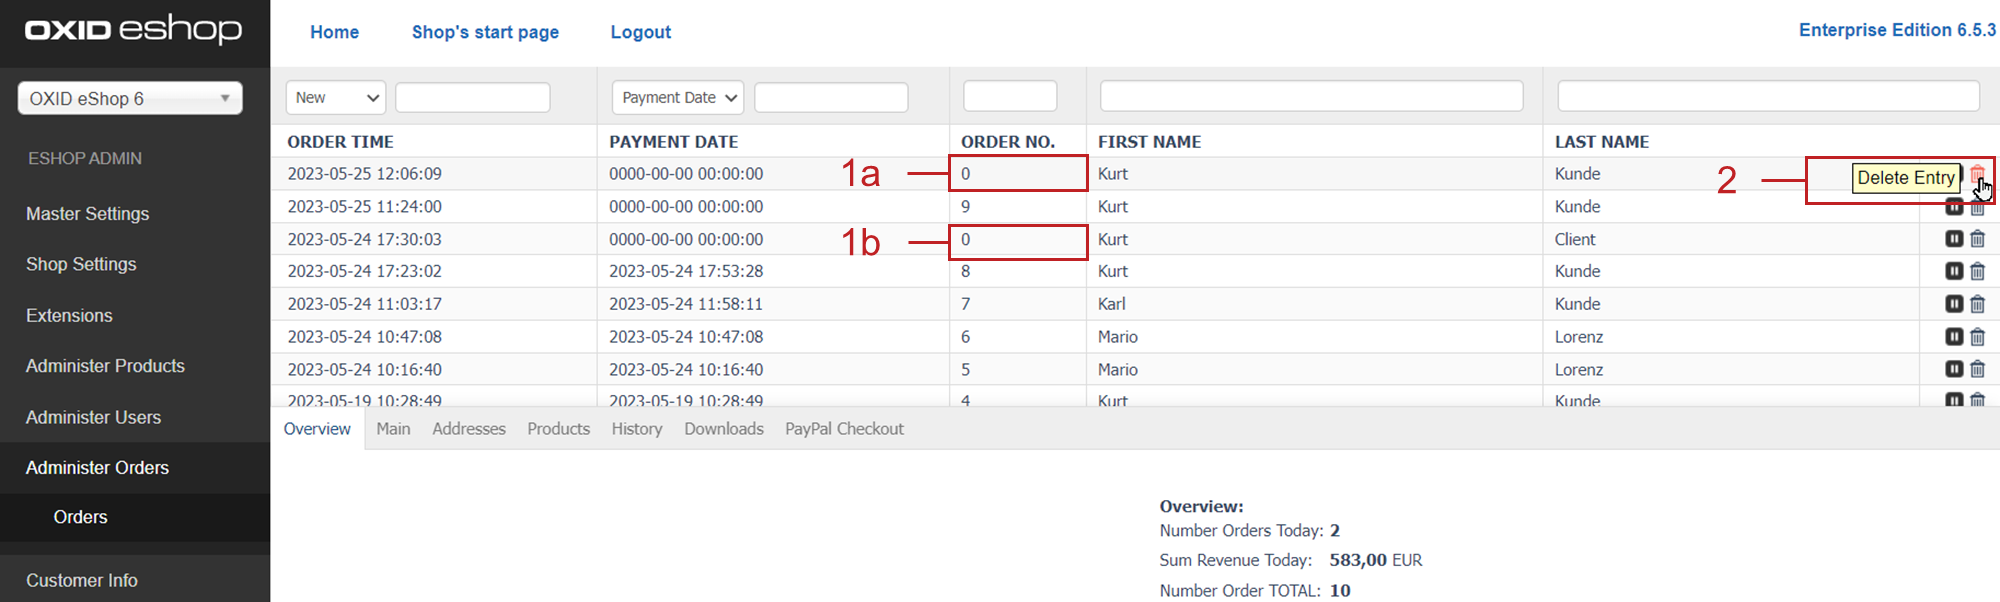 OXID eshop
Home Shop's start page Logout
Enterprise Edition 6.5.3
OXID eShop 6
New
Payment Date
ESHOP ADMIN
Master Settings
Shop Settings
Extensions
Administer Products
Administer Users
Administer Orders
Orders
Customer Info
ORDER TIME PAYMENT DATE ORDER NO. FIRST NAME LAST NAME
2023-05-25 12:06:09 0000-00-00 00:00:00 1a 0 Kurt Kunde 2 Delete Entry
2023-05-25 11:24:00 0000-00-00 00:00:00 9 Kurt Kunde
2023-05-24 17:30:03 0000-00-00 00:00:00 1b 0 Kurt Client
2023-05-24 17:23:02 2023-05-24 17:53:28 8 Kurt Kunde
2023-05-24 11:03:17 2023-05-24 11:58:11 7 Karl Kunde
2023-05-24 10:47:08 2023-05-24 10:47:08 6 Mario Lorenz
2023-05-24 10:16:40 2023-05-24 10:16:40 5 Mario Lorenz
2023-05-19 10:28:49 2023-05-19 10:28:49 4 Kurt Kunde
Overview Main Addresses Products History Downloads PayPal Checkout
Overview:
Number Orders Today: 2
Sum Revenue Today: 583,00 EUR
Number Order TOTAL: 10